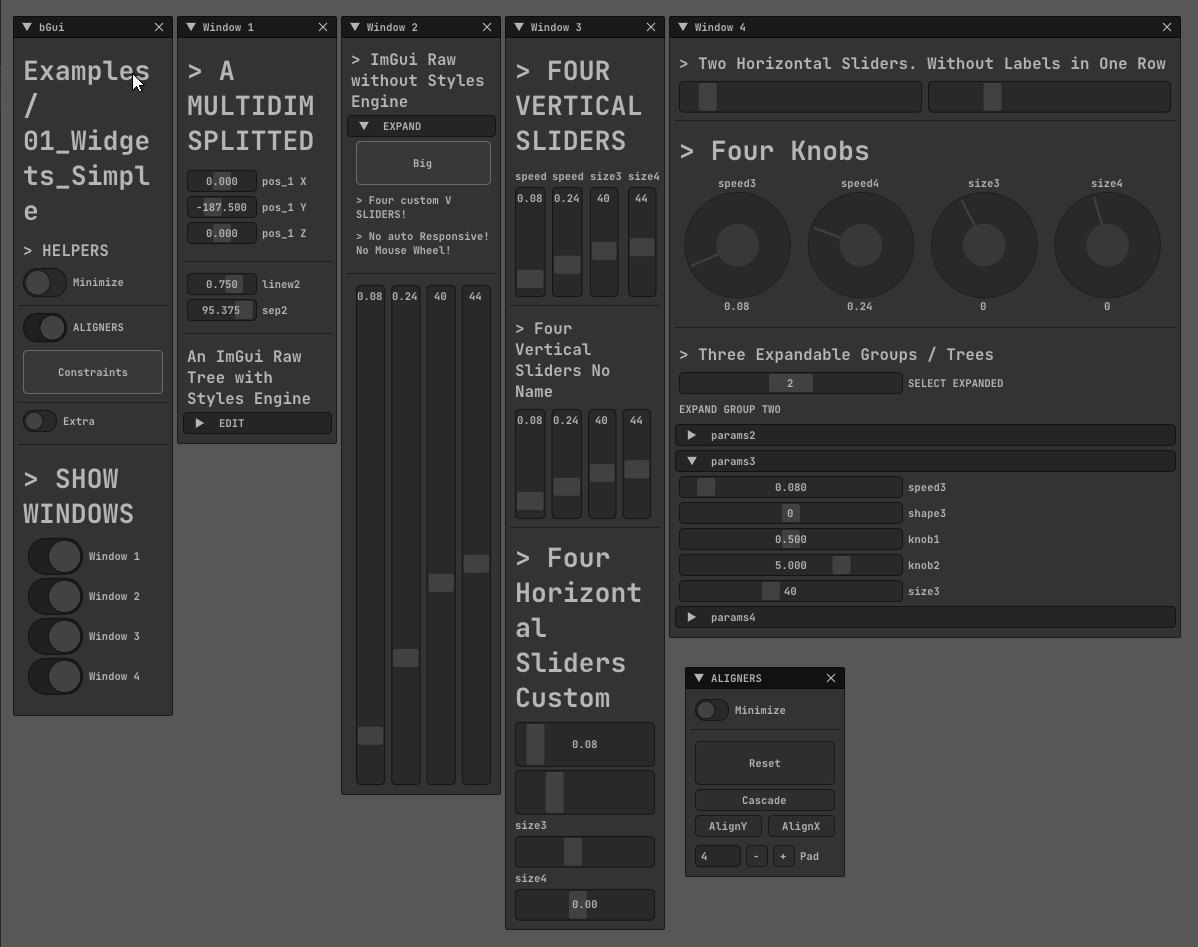 bGui
Examples
/
01_Widge
ts_Simpl
e
> HELPERS
Minimize
ALIGNERS
Constraints
Extra
> SHOW
WINDOWS
Window 1
Window 2
Window 3
Window 4
Window 1
> A
MULTIDIM
SPLITTED
0.000 pos_1 X
-187.500 pos_1 Y
0.000 pos_1 Z
0.750 linew2
95.375 sep2
An ImGui Raw
Tree with
Styles Engine
EDIT
Window 2
> ImGui Raw
without Styles
Engine
EXPAND
Big
> Four custom V
SLIDERS!
> No auto Responsive!
No Mouse Wheel!
0.08 0.24 40 44
Window 3
> FOUR
VERTICAL
SLIDERS
speed speed size3 size4
0.08 0.24 40 44
> Four
Vertical
Sliders No
Name
0.08 0.24 40 44
> Four
Horizont
al
Sliders
Custom
0.08
size3
size4
0.00
Window 4
> Two Horizontal Sliders. Without Labels in One Row
> Four Knobs
speed3 speed4 size3 size4
0.08 0.24 0 0
> Three Expandable Groups / Trees
2 SELECT EXPANDED
EXPAND GROUP TWO
params2
params3
0.080 speed3
0 shape3
0.500 knob1
5.000 knob2
40 size3
params4
ALIGNERS
Minimize
Reset
Cascade
AlignY AlignX
4 - + Pad